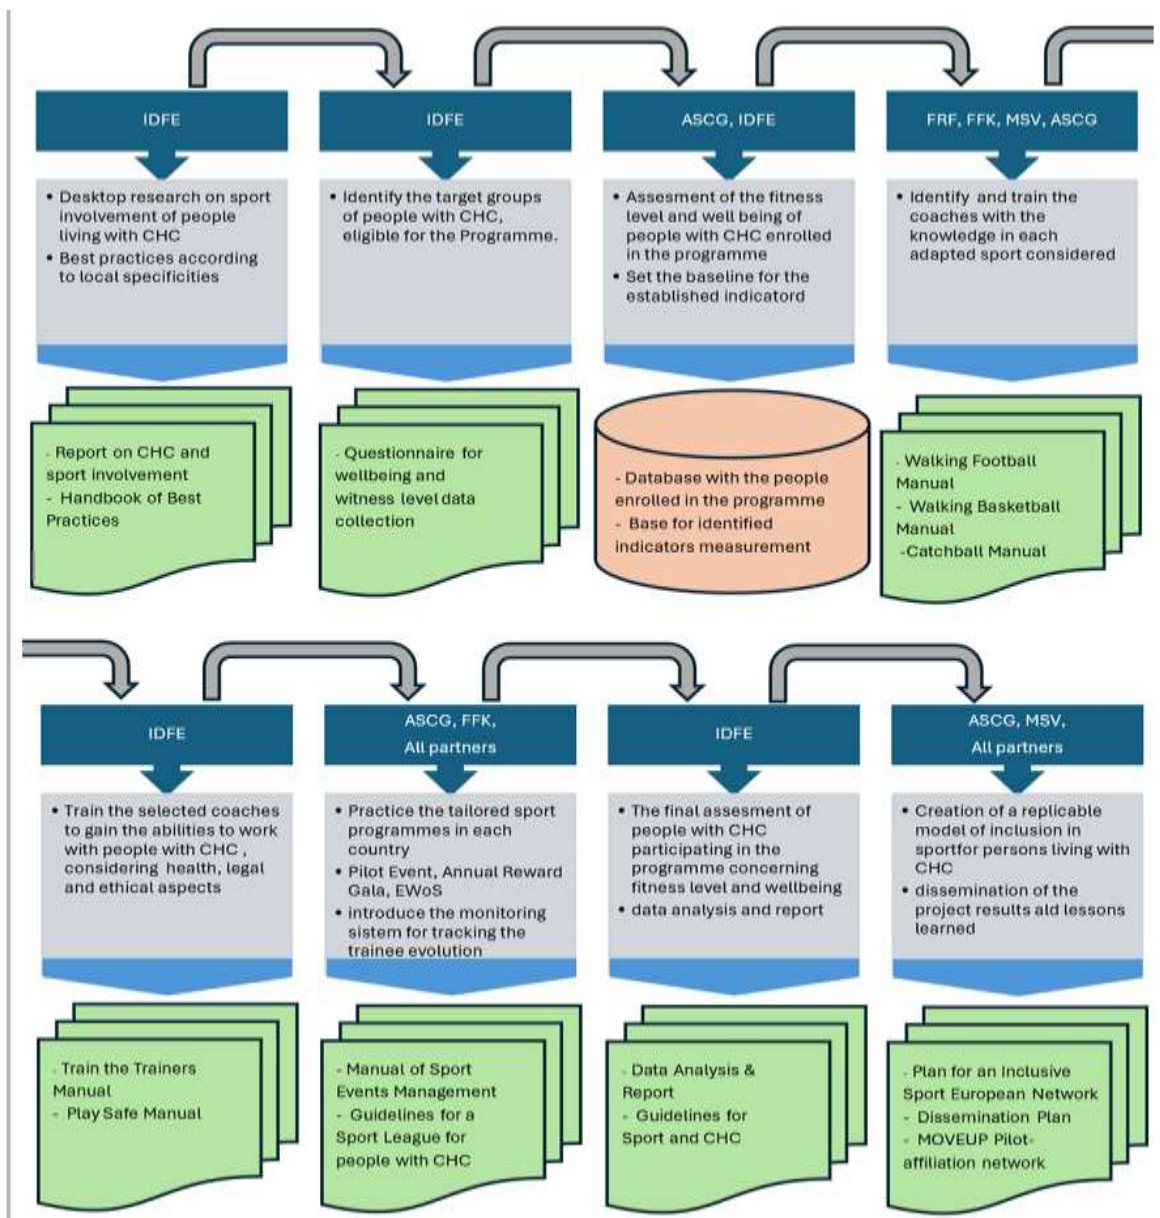 IDFE
IDFE
ASCG, IDFE
FRF, FFK, MSV, ASCG
• Desktop research on sport
involvement of people
living with CHC
• Best practices according
to local specificities
• Identify the target groups
of people with CHC,
eligible for the Programme.
• Assesment of the fitness
level and well being of
people with CHC enrolled
in the programme
• Set the baseline for the
established indicatord
• Identify and train the
coaches with the
knowledge in each
adapted sport considered
- Report on CHC and
sport involvement
- Handbook of Best
Practices
- Questionnaire for
wellbeing and
witness level data
collection
- Database with the people
enrolled in the programme
- Base for identified
indicators measurement
- Walking Football
Manual
- Walking Basketball
Manual
-Catchball Manual
IDFE
ASCG, FFK,
All partners
IDFE
ASCG, MSV,
All partners
• Train the selected coaches
to gain the abilities to work
with people with CHC ,
considering health, legal
and ethical aspects
• Practice the tailored sport
programmes in each
country
• Pilot Event, Annual Reward
Gala, EWoS
• introduce the monitoring
sistem for tracking the
trainee evolution
• The final assesment of
people with CHC
participating in the
programme concerning
fitness level and wellbeing
• data analysis and report
• Creation of a replicable
model of inclusion in
sportfor persons living with
CHC
• dissemination of the
project results ald lessons
learned
- Train the Trainers
Manual
- Play Safe Manual
- Manual of Sport
Events Management
- Guidelines for a
Sport League for
people with CHC
- Data Analysis &
Report
- Guidelines for
Sport and CHC
- Plan for an Inclusive
Sport European Network
- Dissemination Plan
- MOVEUP Pilot-
affiliation network